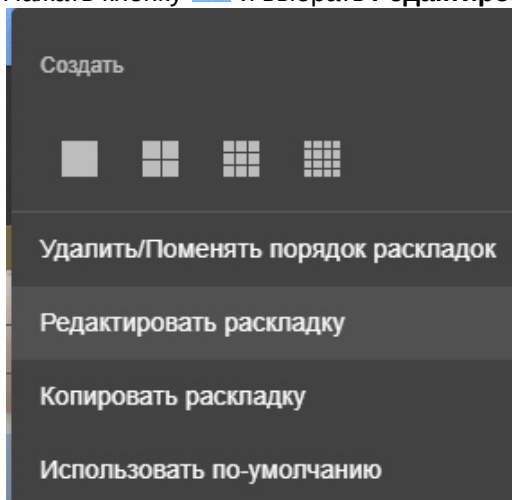 Создать
Удалить/Поменять порядок раскладок
Редактировать раскладку
Копировать раскладку
Использовать по-умолчанию